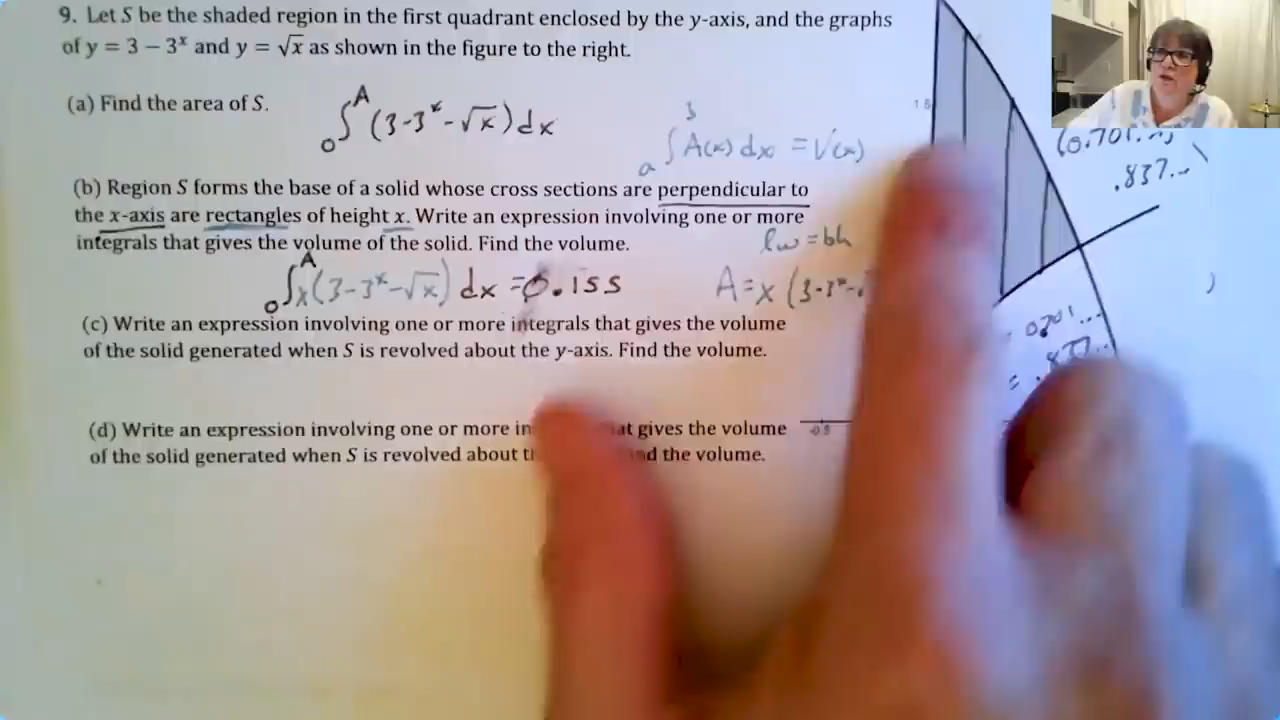 9. Let S be the shaded region in the first quadrant enclosed by the y-axis, and the graphs
of y = 3 – 3ˣ and y = √x as shown in the figure to the right.
(a) Find the area of S.
₀∫ᴬ (3-3ˣ-√x) dx
∫ A(x) dx = V(x)
a
1.5
(0.701...
.837...
(b) Region S forms the base of a solid whose cross sections are perpendicular to
the x-axis are rectangles of height x. Write an expression involving one or more
integrals that gives the volume of the solid. Find the volume.
lw = bh
₀∫ᴬ x(3-3ˣ-√x) dx = 0.155
A = x (3-3ˣ-
(c) Write an expression involving one or more integrals that gives the volume
of the solid generated when S is revolved about the y-axis. Find the volume.
(d) Write an expression involving one or more in at gives the volume
of the solid generated when S is revolved about t d the volume.